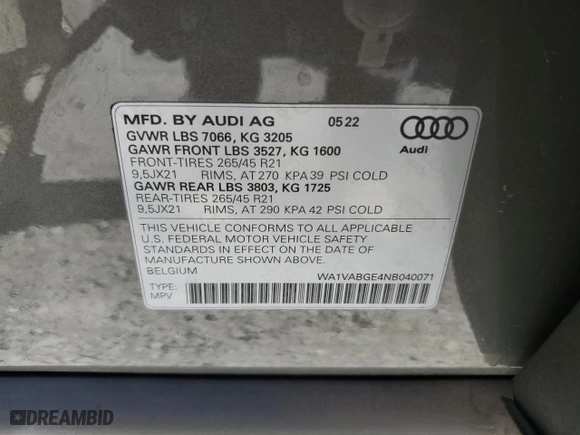 MFD. BY AUDI AG 05 22
GVWR LBS 7066, KG 3205
GAWR FRONT LBS 3527, KG 1600
FRONT-TIRES 265/45 R21
9,5JX21 RIMS, AT 270 KPA 39 PSI COLD
GAWR REAR LBS 3803, KG 1725
REAR-TIRES 265/45 R21
9,5JX21 RIMS, AT 290 KPA 42 PSI COLD
Audi
THIS VEHICLE CONFORMS TO ALL APPLICABLE
U.S. FEDERAL MOTOR VEHICLE SAFETY
STANDARDS IN EFFECT ON THE DATE OF
MANUFACTURE SHOWN ABOVE.
BELGIUM
WA1VABGE4NB040071
TYPE:
MPV
DREAMBID